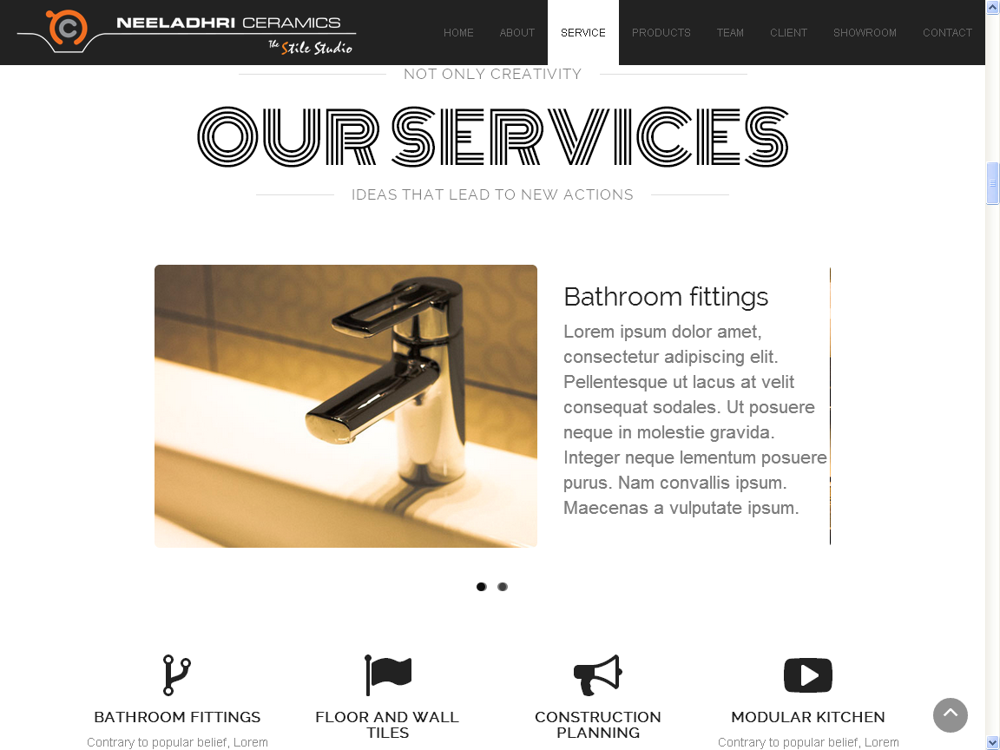 NEELADHRI CERAMICS
The Stile Studio
HOME ABOUT SERVICE PRODUCTS TEAM CLIENT SHOWROOM CONTACT
NOT ONLY CREATIVITY
OUR SERVICES
IDEAS THAT LEAD TO NEW ACTIONS
Bathroom fittings
Lorem ipsum dolor amet,
consectetur adipiscing elit.
Pellentesque ut lacus at velit
consequat sodales. Ut posuere
neque in molestie gravida.
Integer neque lementum posuere
purus. Nam convallis ipsum.
Maecenas a vulputate ipsum.
BATHROOM FITTINGS
Contrary to popular belief, Lorem
FLOOR AND WALL
TILES
CONSTRUCTION
PLANNING
MODULAR KITCHEN
Contrary to popular belief, Lorem